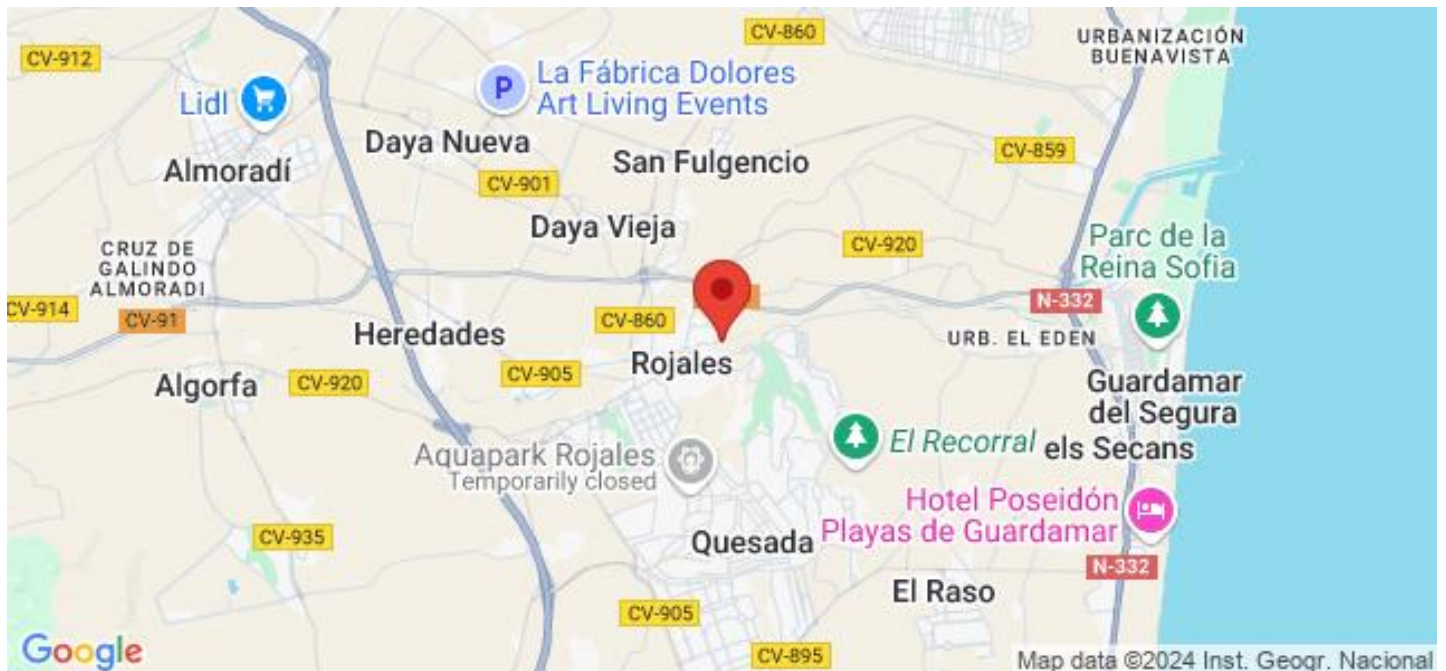 CV-912
CV-860
URBANIZACIÓN
BUENAVISTA
La Fábrica Dolores
Art Living Events
P
Lidl
Daya Nueva
San Fulgencio
CV-859
Almoradí
CV-901
Daya Vieja
CV-920
Parc de la
Reina Sofia
CRUZ DE
GALINDO
ALMORADI
CV-914
CV-91
CV-860
N-332
Heredades
URB. EL EDEN
Rojales
CV-905
Algorfa
CV-920
Guardamar
del Segura
El Recorral
els Secans
Aquapark Rojales
Temporarily closed
Hotel Poseidón
Playas de Guardamar
CV-935
Quesada
N-332
El Raso
CV-905
CV-895
Google
Map data ©2024 Inst. Geogr. Nacional